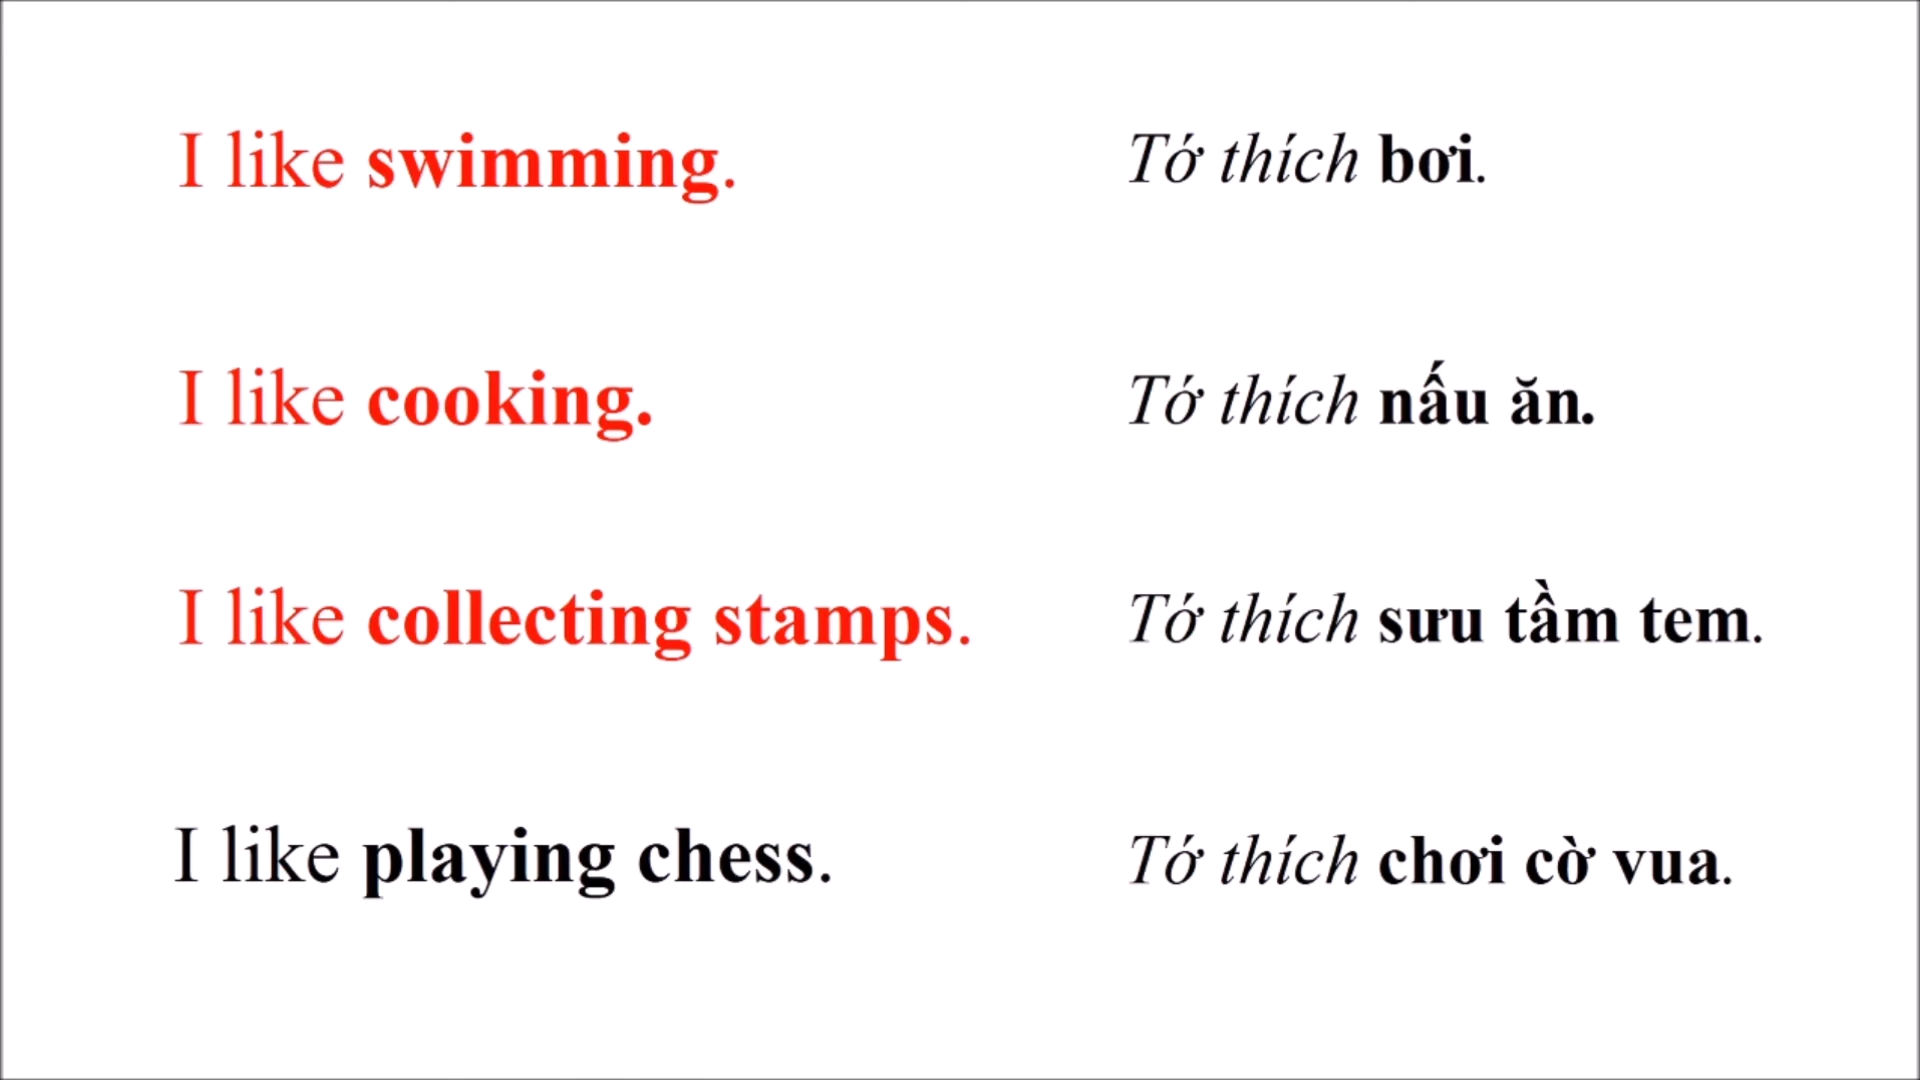 I like swimming. Tớ thích bơi.
I like cooking. Tớ thích nấu ăn.
I like collecting stamps. Tớ thích sưu tầm tem.
I like playing chess. Tớ thích chơi cờ vua.